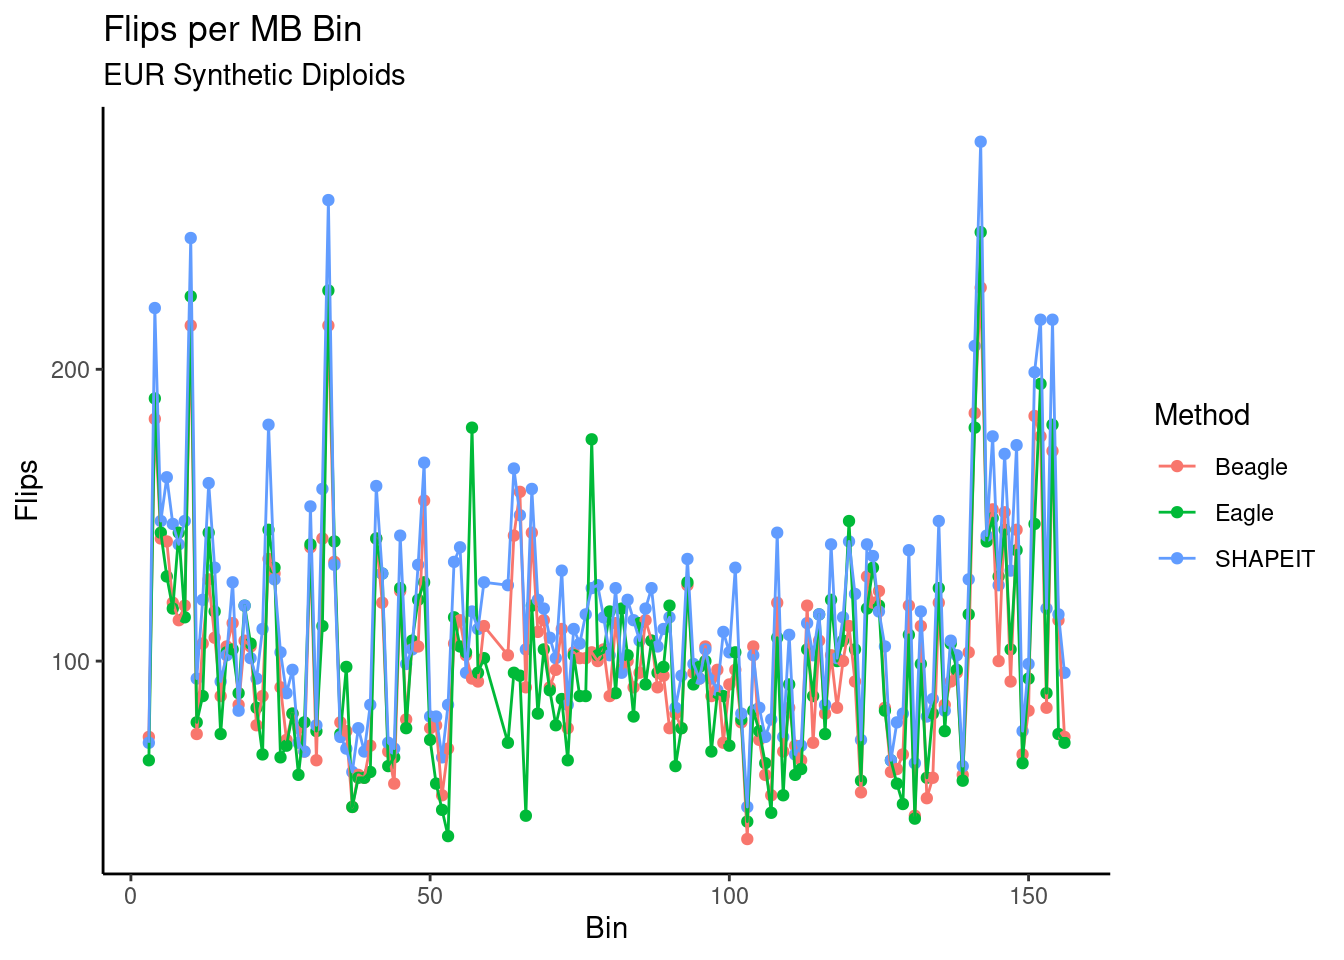 Flips per MB Bin
EUR Synthetic Diploids
200
100
Flips
0
50
100
150
Bin
Method
Beagle
Eagle
SHAPEIT